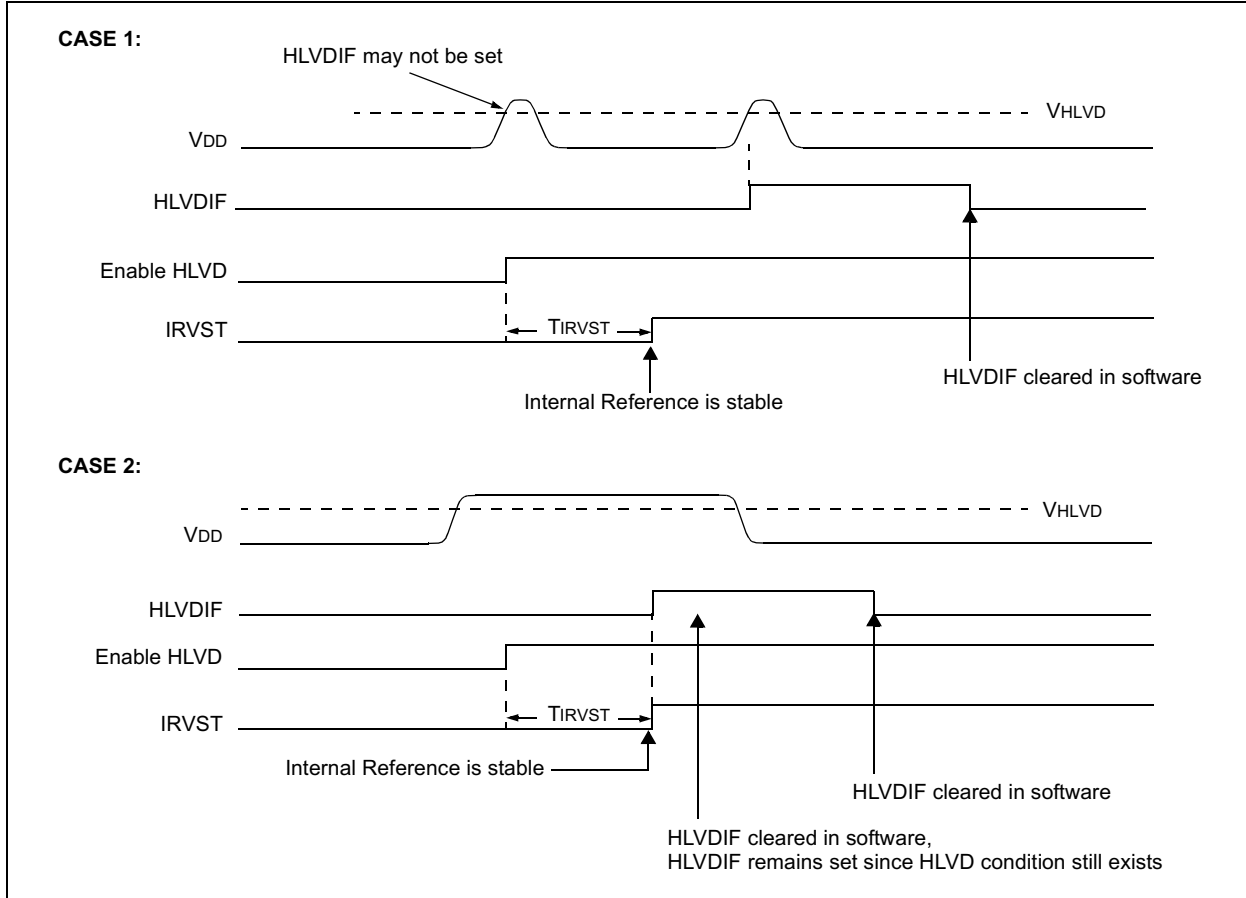 CASE 1:
HLVDIF may not be set
VHLVD
VDD
HLVDIF
Enable HLVD
IRVST
TIRVST
HLVDIF cleared in software
Internal Reference is stable
CASE 2:
VHLVD
VDD
HLVDIF
Enable HLVD
IRVST
TIRVST
Internal Reference is stable
HLVDIF cleared in software
HLVDIF cleared in software,
HLVDIF remains set since HLVD condition still exists